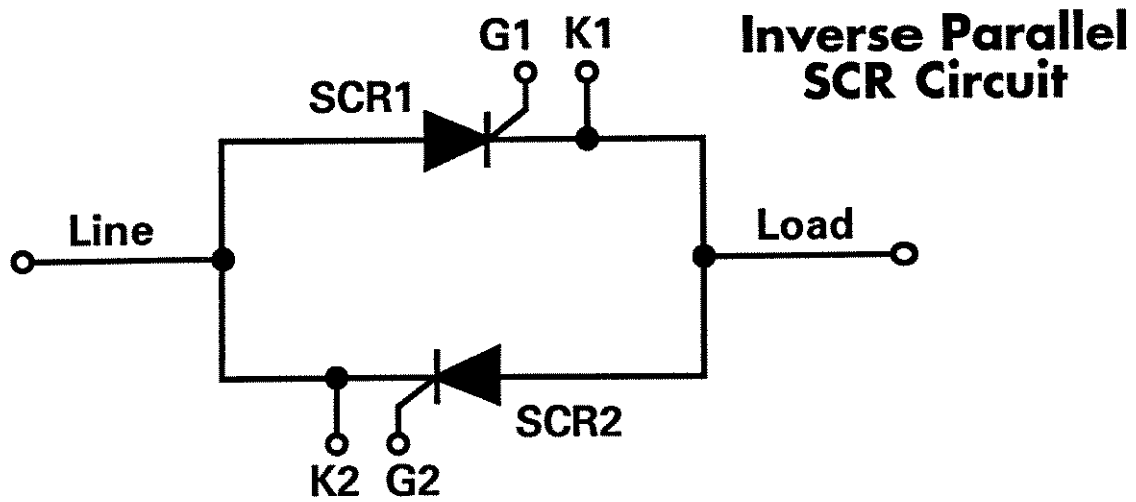 G1 K1
Inverse Parallel
SCR Circuit
SCR1
Line
Load
SCR2
K2 G2